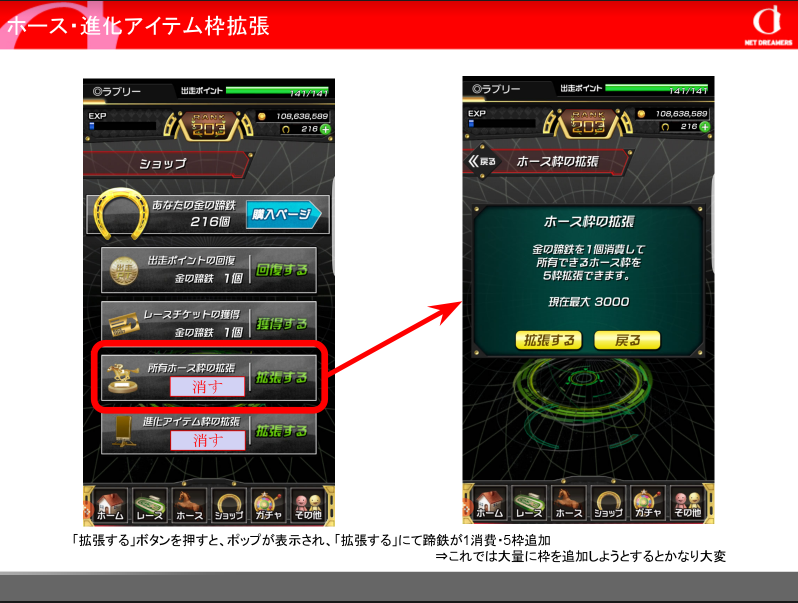 ホース・進化アイテム枠拡張
NET DREAMERS
◎ラブリー
出走ポイント
141/141
EXP
RANK
203
108,638,589
216
ショップ
あなたの金の蹄鉄
216個
購入ページ
出走ポイントの回復
金の蹄鉄 1個
回復する
レースチケットの獲得
金の蹄鉄 1個
獲得する
所有ホース枠の拡張
消す
拡張する
進化アイテム枠の拡張
消す
拡張する
ホーム
レース
ホース
ショップ
ガチャ
その他
◎ラブリー
出走ポイント
141/141
EXP
RANK
203
108,638,589
216
戻る
ホース枠の拡張
ホース枠の拡張
金の蹄鉄を1個消費して
所有できるホース枠を
5枠拡張できます。
現在最大 3000
拡張する
戻る
ホーム
レース
ホース
ショップ
ガチャ
その他
「拡張する」ボタンを押すと、ポップが表示され、「拡張する」にて蹄鉄が1消費・5枠追加
⇒これでは大量に枠を追加しようとするとかなり大変